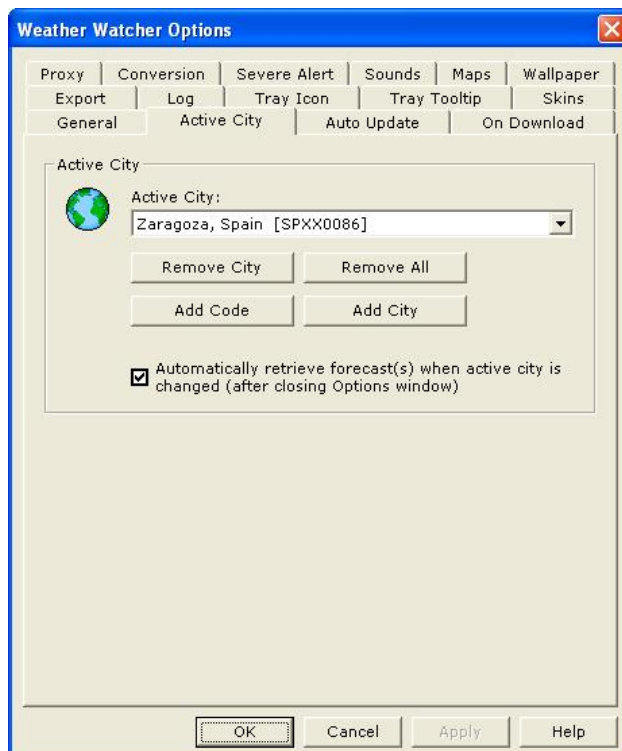 Weather Watcher Options
Proxy Conversion Severe Alert Sounds Maps Wallpaper
Export Log Tray Icon Tray Tooltip Skins
General Active City Auto Update On Download
Active City
Active City:
Zaragoza, Spain [SPXX0086]
Remove City Remove All
Add Code Add City
Automatically retrieve forecast(s) when active city is
changed (after closing Options window)
OK Cancel Apply Help